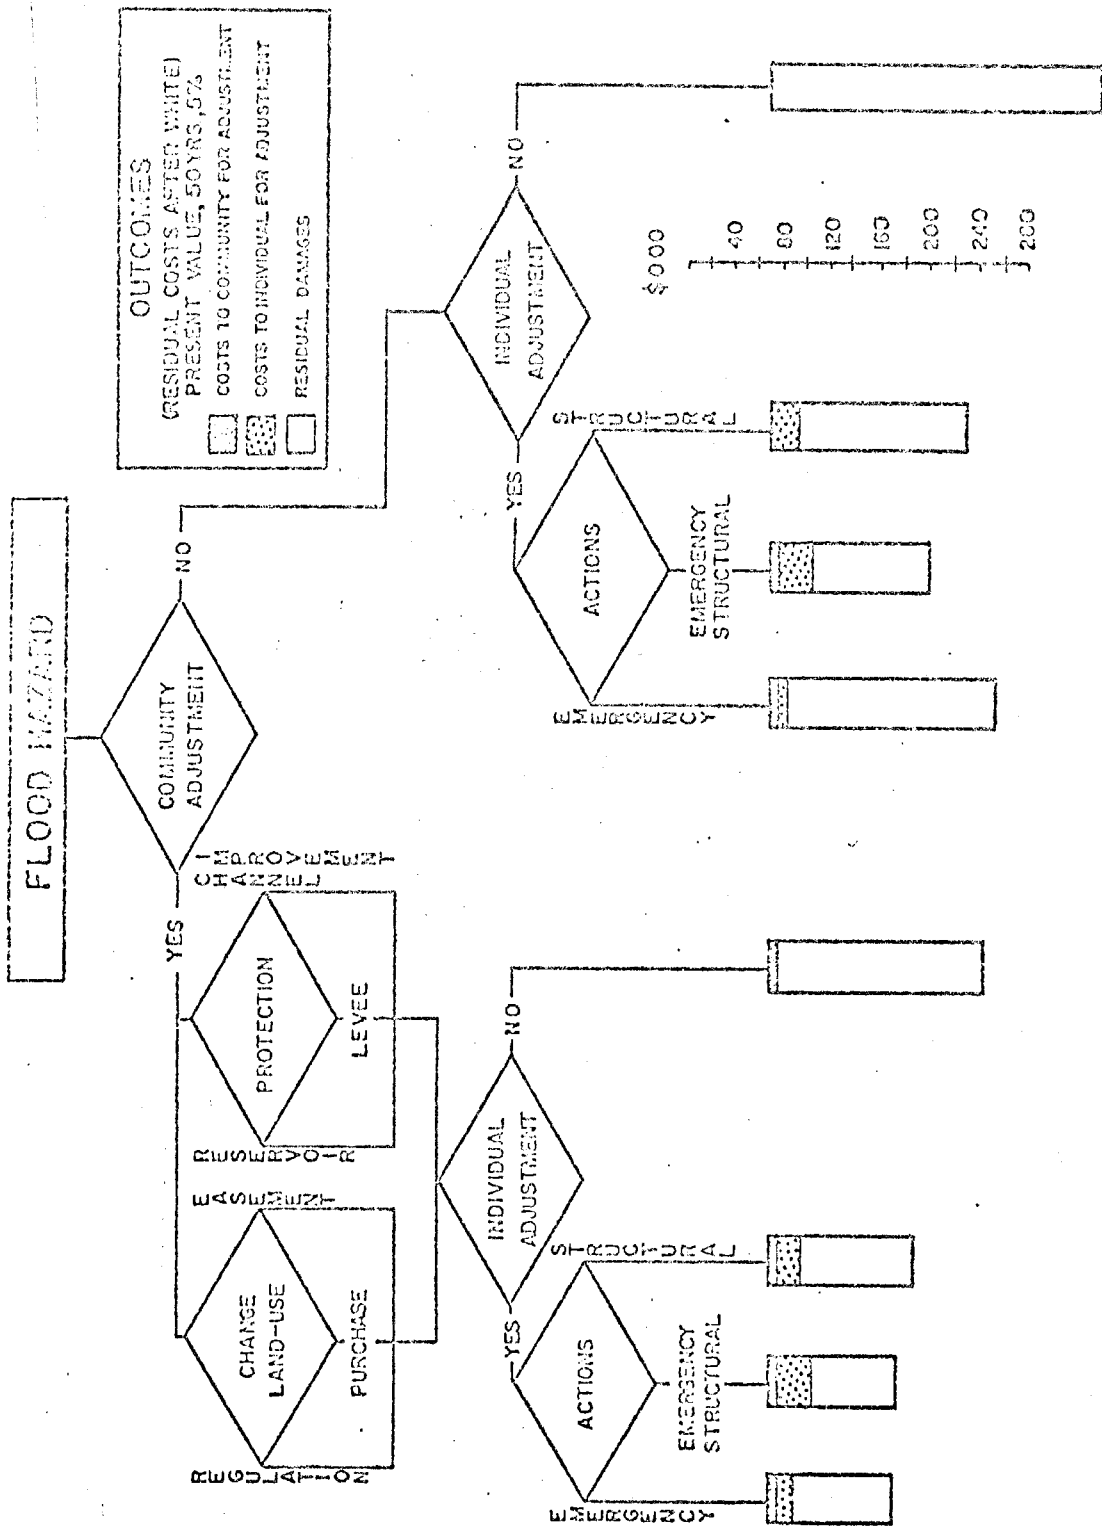 FLOOD HAZARD
OUTCOMES
(RESIDUAL COSTS AFTER WHITE)
PRESENT VALUE, 50YRS, 5%
COSTS TO COMMUNITY FOR ADJUSTMENT
COSTS TO INDIVIDUAL FOR ADJUSTMENT
RESIDUAL DAMAGES
COMMUNITY
ADJUSTMENT
YES
NO
CHANGE
LAND-USE
REGULATION
PURCHASE
EASEMENT
PROTECTION
RESERVOIR
LEVEE
CHANNEL
IMPROVEMENT
INDIVIDUAL
ADJUSTMENT
YES
NO
ACTIONS
EMERGENCY
EMERGENCY
STRUCTURAL
STRUCTURAL
INDIVIDUAL
ADJUSTMENT
YES
NO
ACTIONS
EMERGENCY
EMERGENCY
STRUCTURAL
STRUCTURAL
$000
40
80
120
160
200
240
280